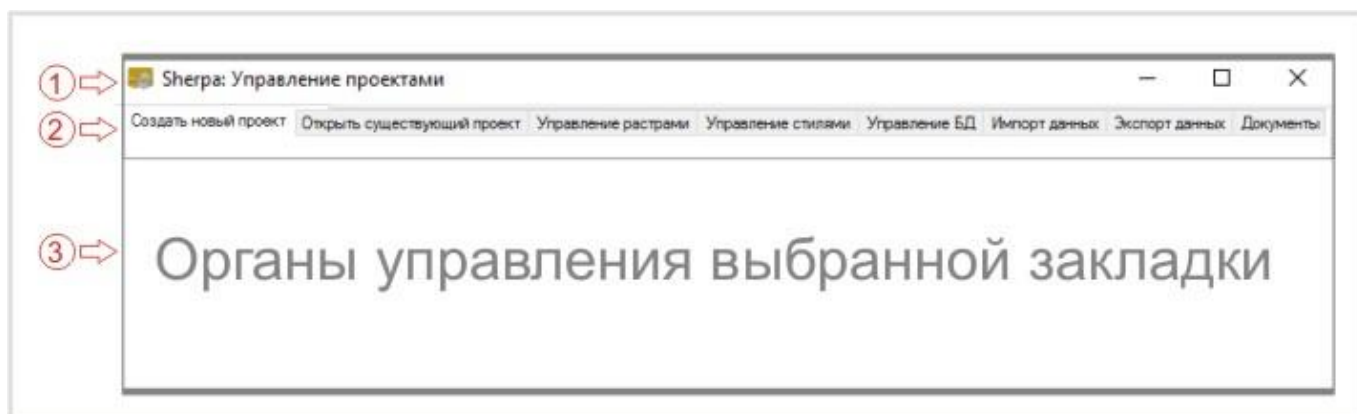 ① Sherpa: Управление проектами
② Создать новый проект Открыть существующий проект Управление растрами Управление стилями Управление БД Импорт данных Экспорт данных Документы
③ Органы управления выбранной закладки